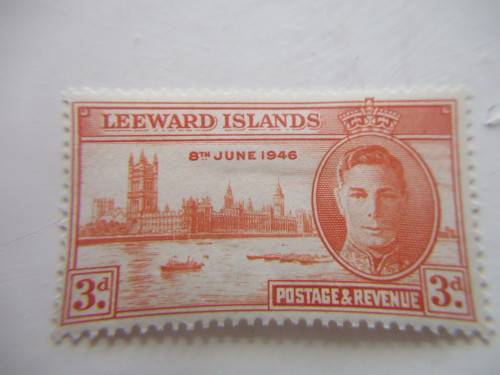 LEEWARD ISLANDS
8TH JUNE 1946
3d. POSTAGE & REVENUE 3d.